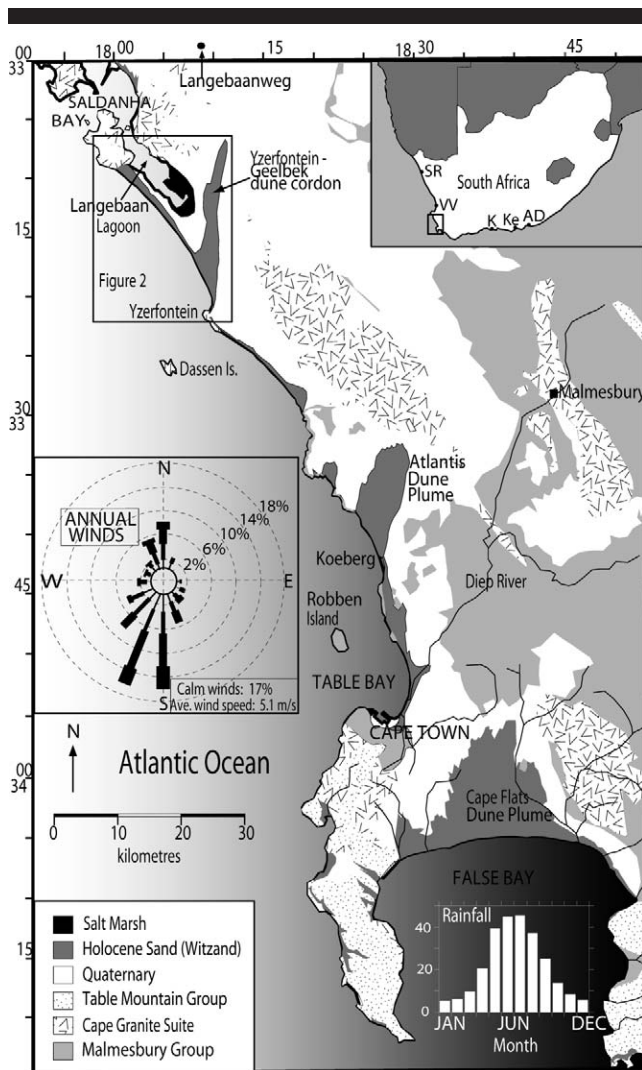 00
18 00
15
18 30
45
33
Langebaanweg
SALDANHA
BAY
Yzerfontein -
Geelbek
dune cordon
Langebaan
Lagoon
15
Figure 2
Yzerfontein
Dassen Is.
SR
South Africa
VV
K Ke AD
33
30
Malmesbury
Atlantis
Dune
Plume
Koeberg
Diep River
Robben
Island
TABLE BAY
CAPE TOWN
N
ANNUAL
WINDS
18%
14%
10%
6%
2%
W
E
S
Calm winds: 17%
Ave. wind speed: 5.1 m/s
45
N
00
34
Atlantic Ocean
0 10 20 30
kilometres
Cape Flats
Dune Plume
FALSE BAY
Rainfall
40
20
0
JAN JUN DEC
Month
15
Salt Marsh
Holocene Sand (Witzand)
Quaternary
Table Mountain Group
Cape Granite Suite
Malmesbury Group